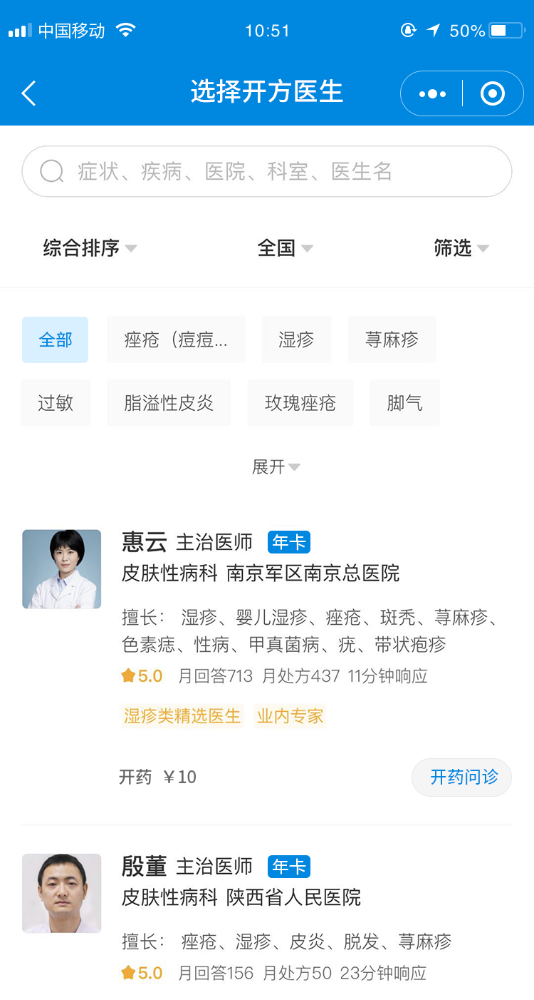 中国移动 10:51 50%
选择开方医生
症状、疾病、医院、科室、医生名
综合排序 全国 筛选
全部 痤疮（痘痘... 湿疹 荨麻疹
过敏 脂溢性皮炎 玫瑰痤疮 脚气
展开
惠云 主治医师 年卡
皮肤性病科 南京军区南京总医院
擅长： 湿疹、婴儿湿疹、痤疮、斑秃、荨麻疹、
色素痣、性病、甲真菌病、疣、带状疱疹
5.0 月回答713 月处方437 11分钟响应
湿疹类精选医生 业内专家
开药 ￥10 开药问诊
殷董 主治医师 年卡
皮肤性病科 陕西省人民医院
擅长： 痤疮、湿疹、皮炎、脱发、荨麻疹
5.0 月回答156 月处方50 23分钟响应